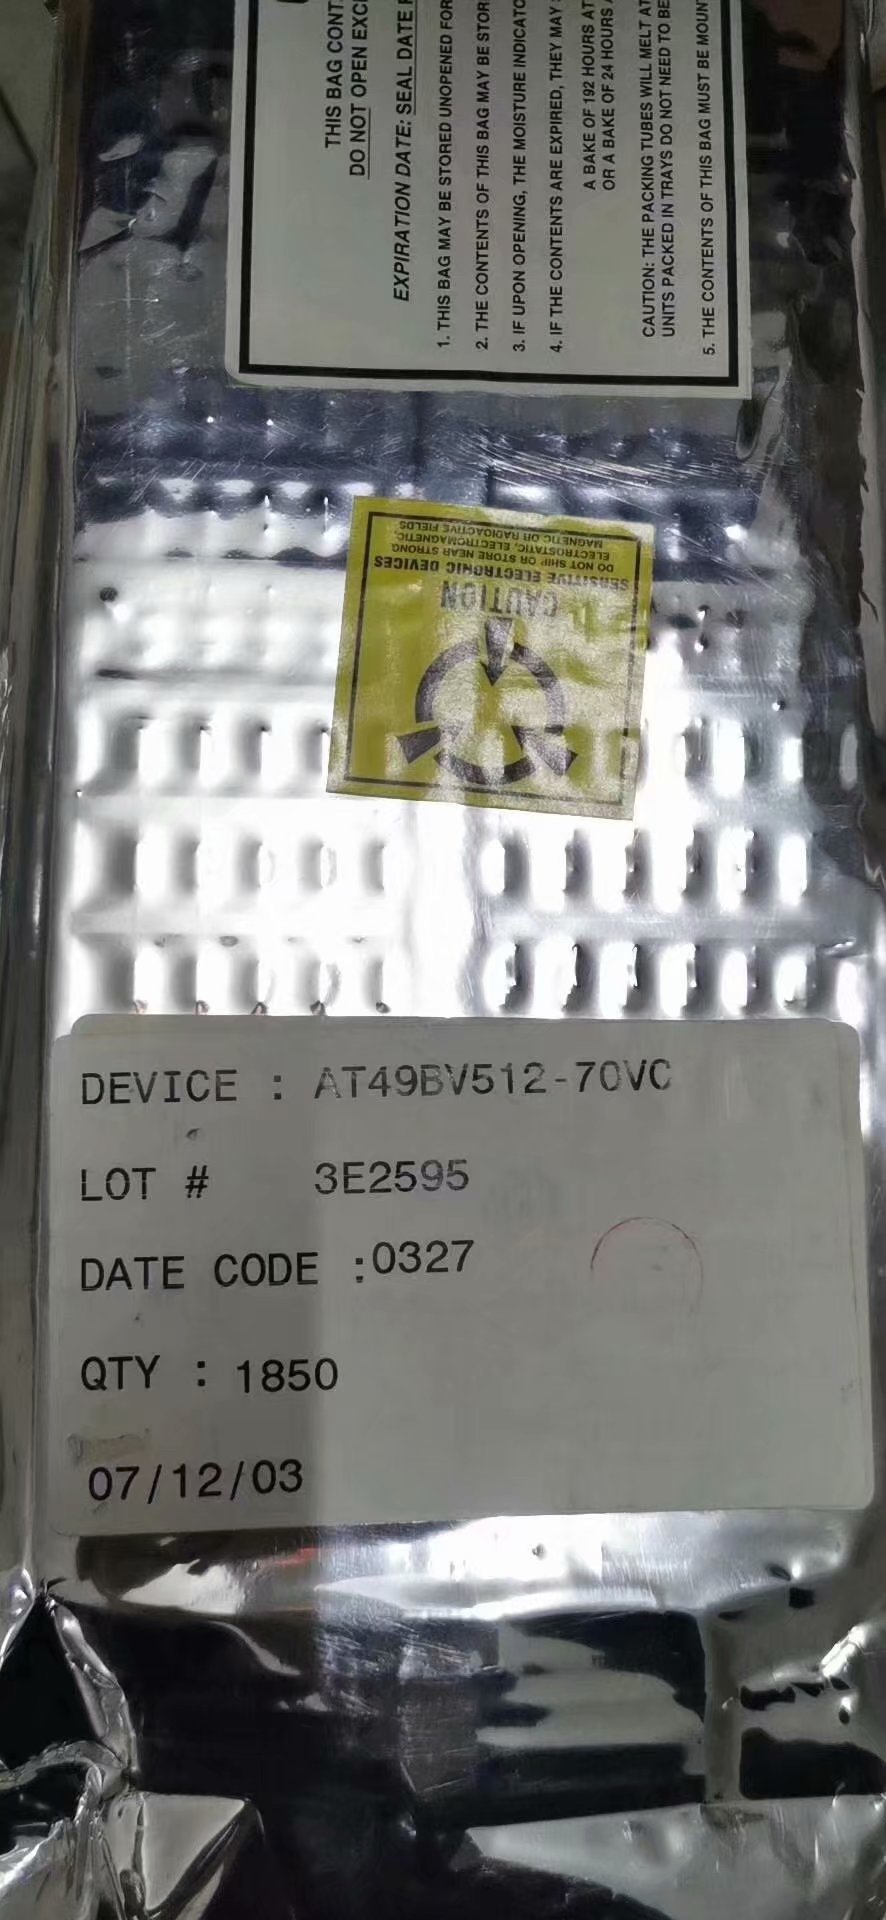 THIS BAG CONT
DO NOT OPEN EXC
EXPIRATION DATE: SEAL DATE
1. THIS BAG MAY BE STORED UNOPENED FOR
2. THE CONTENTS OF THIS BAG MAY BE STOR
3. IF UPON OPENING, THE MOISTURE INDICATO
4. IF THE CONTENTS ARE EXPIRED, THEY MAY
A BAKE OF 192 HOURS AT
OR A BAKE OF 24 HOURS
CAUTION: THE PACKING TUBES WILL MELT AT
UNITS PACKED IN TRAYS DO NOT NEED TO BE
5. THE CONTENTS OF THIS BAG MUST BE MOUN
CAUTION
SENSITIVE ELECTRONIC DEVICES
DO NOT SHIP OR STORE NEAR STRONG
ELECTROSTATIC, ELECTROMAGNETIC,
MAGNETIC OR RADIOACTIVE FIELDS
DEVICE : AT49BV512-70VC
LOT # 3E2595
DATE CODE :0327
QTY : 1850
07/12/03